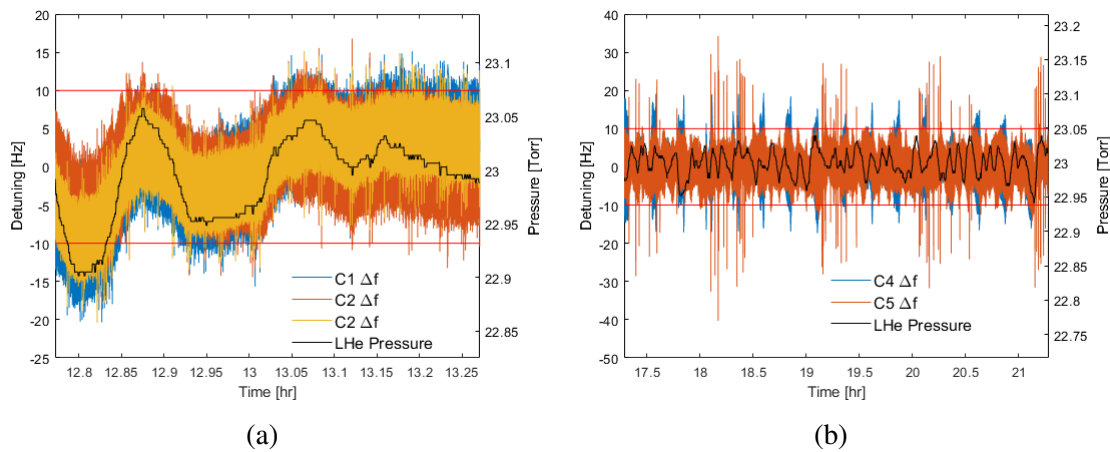 20
15
10
5
0
-5
-10
-15
-20
-25
Detuning [Hz]
12.8 12.85 12.9 12.95 13 13.05 13.1 13.15 13.2 13.25
Time [hr]
23.1
23.05
23
22.95
22.9
22.85
Pressure [Torr]
C1 Δf
C2 Δf
C2 Δf
LHe Pressure
(a)
40
30
20
10
0
-10
-20
-30
-40
-50
Detuning [Hz]
17.5 18 18.5 19 19.5 20 20.5 21
Time [hr]
23.2
23.15
23.1
23.05
23
22.95
22.9
22.85
22.8
22.75
Pressure [Torr]
C4 Δf
C5 Δf
LHe Pressure
(b)